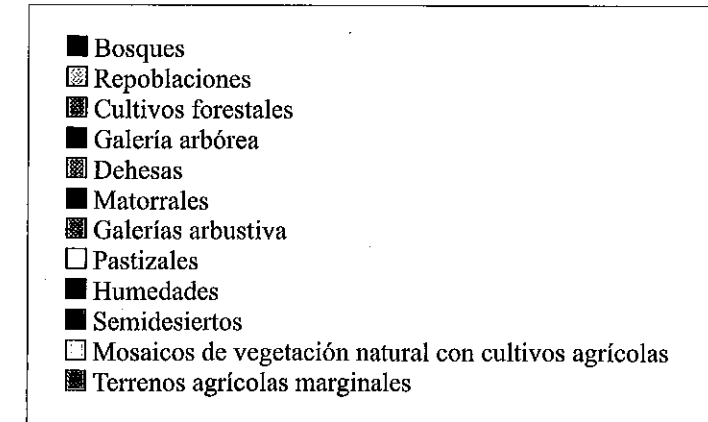 Bosques
Repoblaciones
Cultivos forestales
Galería arbórea
Dehesas
Matorrales
Galerías arbustiva
Pastizales
Humedades
Semidesiertos
Mosaicos de vegetación natural con cultivos agrícolas
Terrenos agrícolas marginales